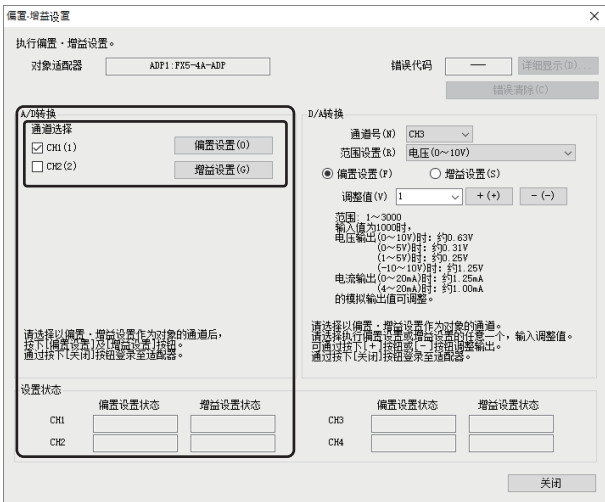 偏置·增益设置
执行偏置・增益设置。
对象适配器 ADP1:FX5-4A-ADP 错误代码 —— 详细显示(D)...
错误清除(C)
A/D转换
通道选择
CH1(1) 偏置设置(O)
CH2(2) 增益设置(G)
请选择以偏置・增益设置作为对象的通道后,
按下[偏置设置]及[增益设置]按钮。
通过按下[关闭]按钮登录至适配器。
D/A转换
通道号(N) CH3
范围设置(R) 电压(0～10V)
偏置设置(F) 增益设置(S)
调整值(V) 1 + (+) - (-)
范围: 1～3000
输入值为1000时,
电压输出(0～10V)时: 约0.63V
(0～5V)时: 约0.31V
(1～5V)时: 约0.25V
(-10～10V)时: 约1.25V
电流输出(0～20mA)时: 约1.25mA
(4～20mA)时: 约1.00mA
的模拟输出值可调整。
请选择以偏置・增益设置作为对象的通道。
请选择执行偏置设置或增益设置的任意一个，输入调整值。
可通过按下[+]按钮或[-]按钮调整输出。
通过按下[关闭]按钮登录至适配器。
设置状态
偏置设置状态 增益设置状态 偏置设置状态 增益设置状态
CH1 CH3
CH2 CH4
关闭